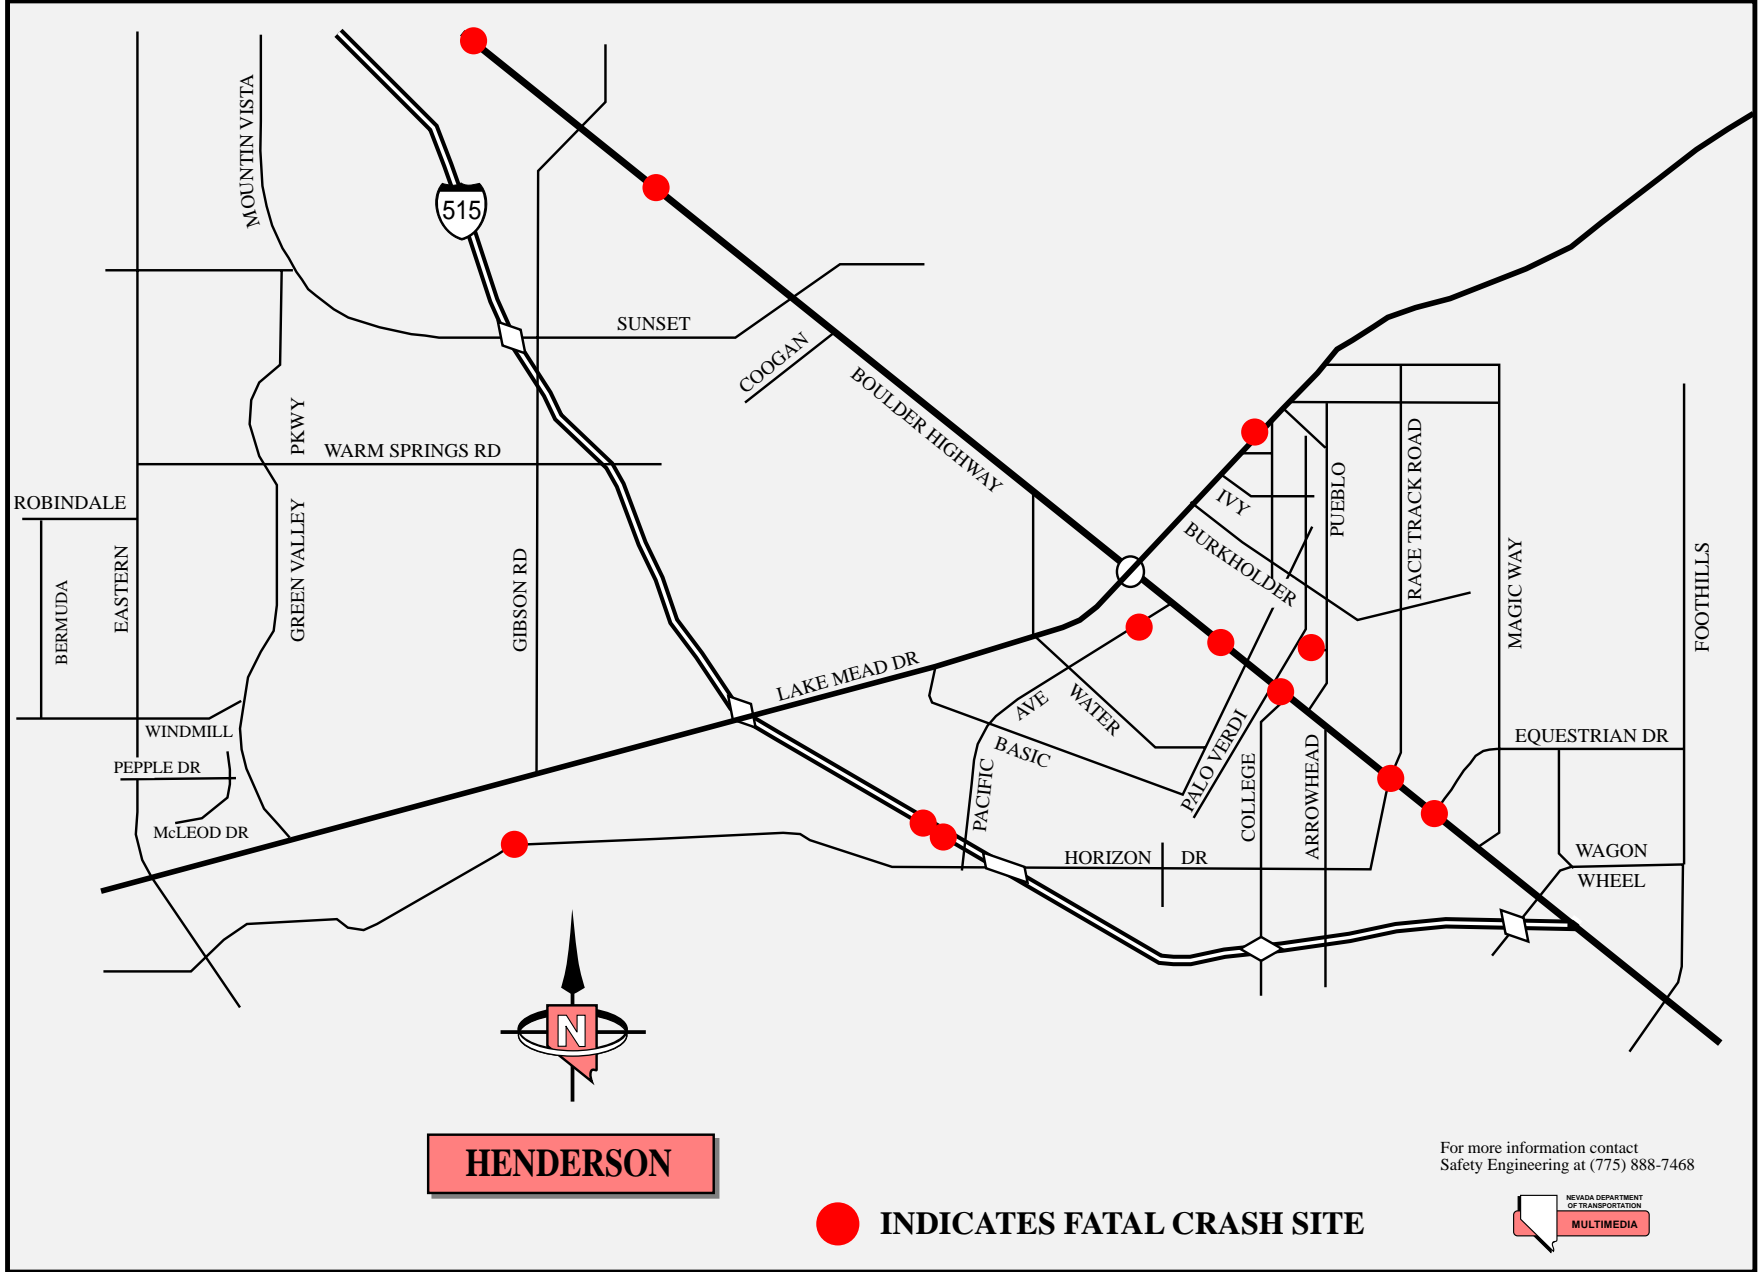 MOUNTIN VISTA
515
SUNSET
COOGAN
BOULDER HIGHWAY
PKWY
WARM SPRINGS RD
ROBINDALE
BERMUDA
EASTERN
GREEN VALLEY
GIBSON RD
IVY
BURKHOLDER
PUEBLO
RACE TRACK ROAD
MAGIC WAY
FOOTHILLS
LAKE MEAD DR
AVE
WATER
BASIC
PACIFIC
PALO VERDI
COLLEGE
ARROWHEAD
EQUESTRIAN DR
WINDMILL
PEPPLE DR
McLEOD DR
HORIZON DR
WAGON
WHEEL
N
HENDERSON
For more information contact
Safety Engineering at (775) 888-7468
INDICATES FATAL CRASH SITE
NEVADA DEPARTMENT
OF TRANSPORTATION
MULTIMEDIA